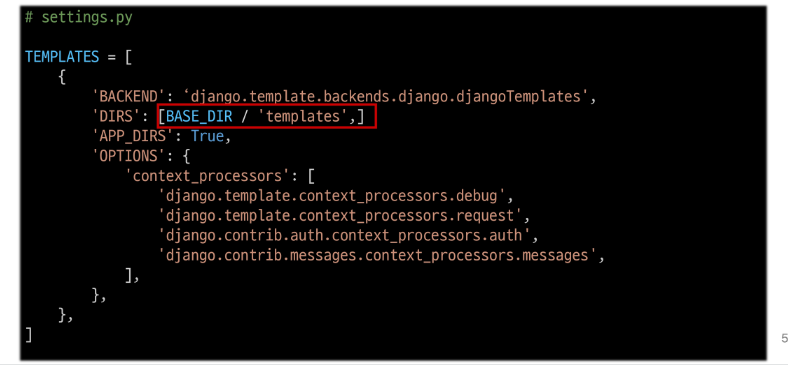 # settings.py
TEMPLATES = [
    {
        'BACKEND': ‘django.template.backends.django.djangoTemplates',
        'DIRS': [BASE_DIR / 'templates',]
        'APP_DIRS': True,
        'OPTIONS': {
            'context_processors': [
                'django.template.context_processors.debug',
                'django.template.context_processors.request',
                'django.contrib.auth.context_processors.auth',
                'django.contrib.messages.context_processors.messages',
            ],
        },
    },
]
5